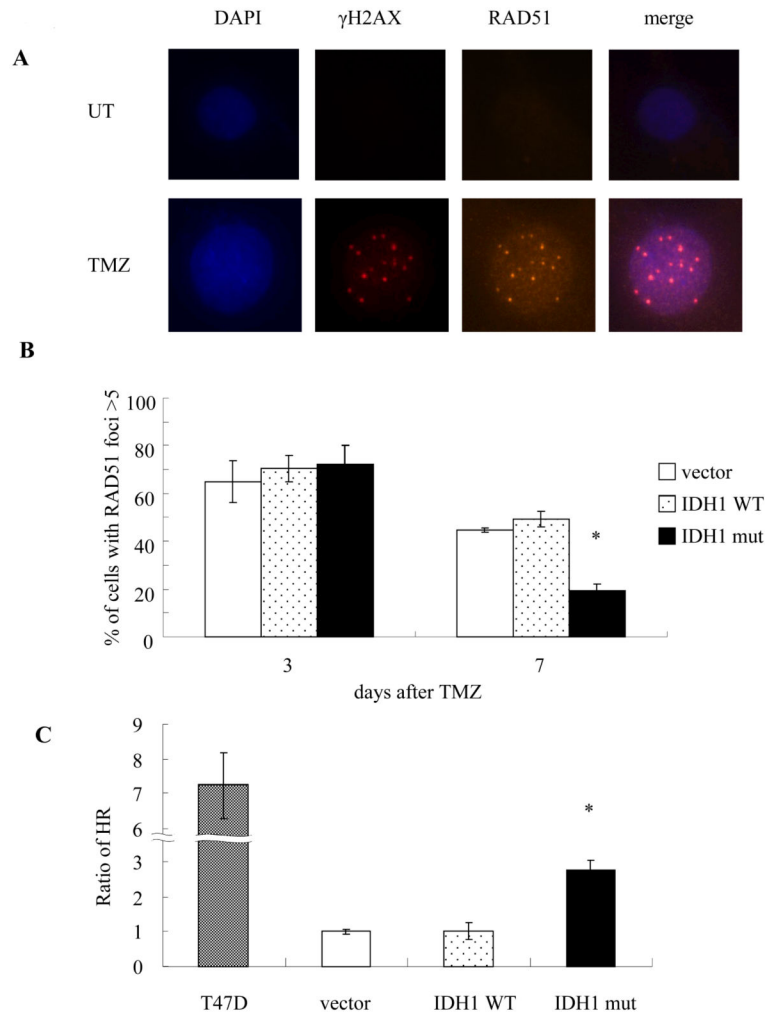 DAPI γH2AX RAD51 merge
A
UT
TMZ
B
% of cells with RAD51 foci >5
100
80
60
40
20
0
3 7
days after TMZ
*
vector
IDH1 WT
IDH1 mut
C
Ratio of HR
9
8
7
6
3
2
1
0
*
T47D vector IDH1 WT IDH1 mut